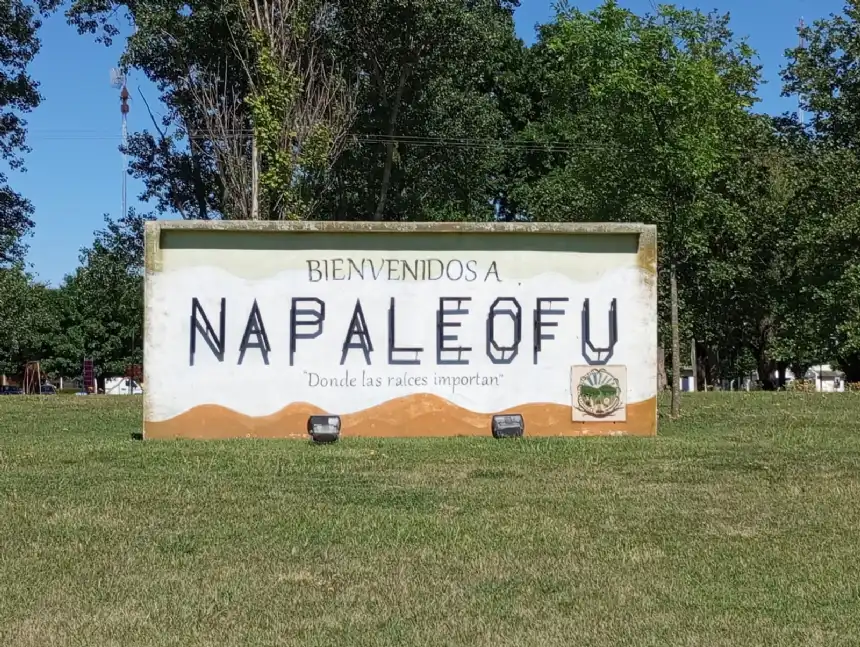 BIENVENIDOS A
NAPALEOFU
"Donde las raíces importan"